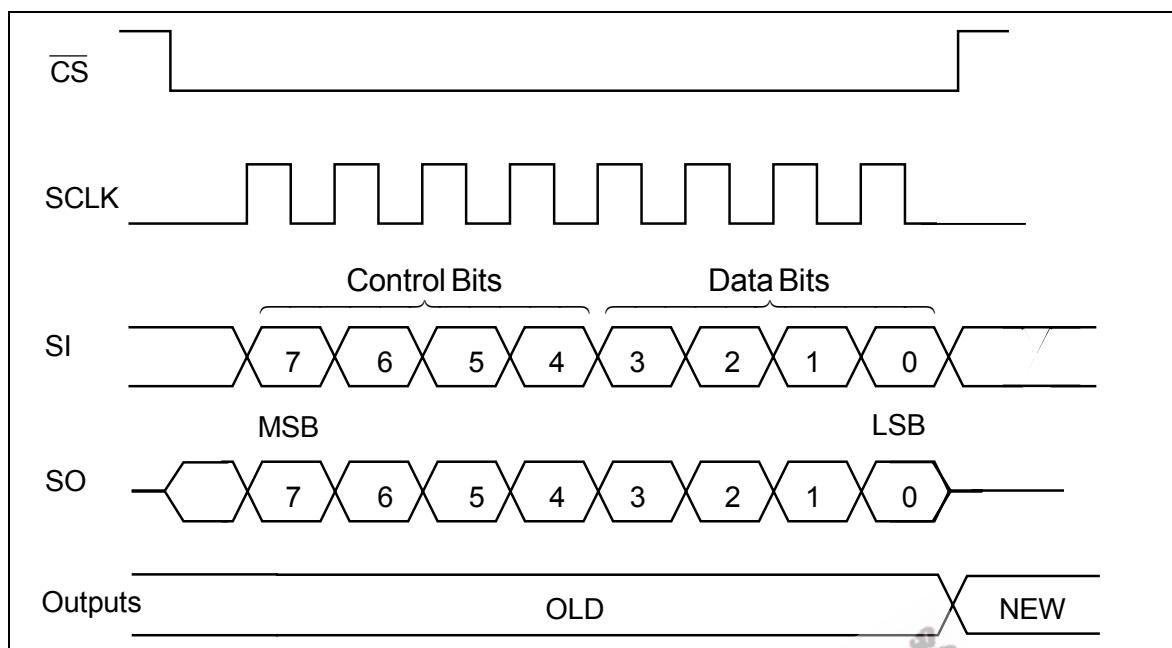 CS
SCLK
Control Bits Data Bits
SI 7 6 5 4 3 2 1 0
MSB LSB
SO 7 6 5 4 3 2 1 0
Outputs OLD NEW